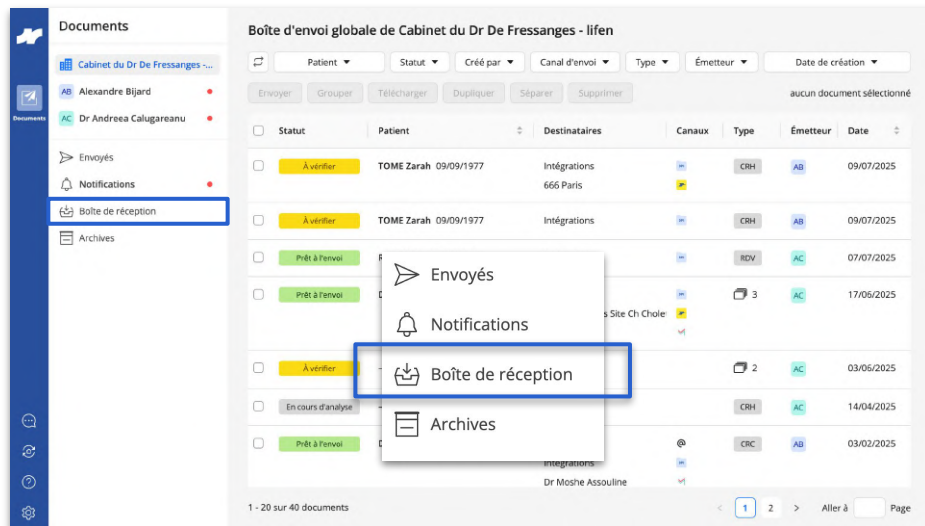 Documents
Documents
Cabinet du Dr De Fressanges -...
AB Alexandre Bijard
AC Dr Andreea Calugareanu
Envoyés
Notifications
Boîte de réception
Archives
Boîte d'envoi globale de Cabinet du Dr De Fressanges - lifen
Patient Statut Créé par Canal d'envoi Type Émetteur Date de création
Envoyer Grouper Télécharger Dupliquer Séparer Supprimer aucun document sélectionné
Statut Patient Destinataires Canaux Type Émetteur Date
À vérifier TOME Zarah 09/09/1977 Intégrations CRH AB 09/07/2025
666 Paris
À vérifier TOME Zarah 09/09/1977 Intégrations CRH AB 09/07/2025
Prêt à l'envoi RDV AC 07/07/2025
Prêt à l'envoi 3 AC 17/06/2025
Site Ch Chole
À vérifier - 2 AC 03/06/2025
En cours d'analyse - CRH AC 14/04/2025
Prêt à l'envoi @ CRC AB 03/02/2025
Intégrations
Dr Moshe Assouline
Envoyés
Notifications
Boîte de réception
Archives
1 - 20 sur 40 documents < 1 2 > Aller à Page